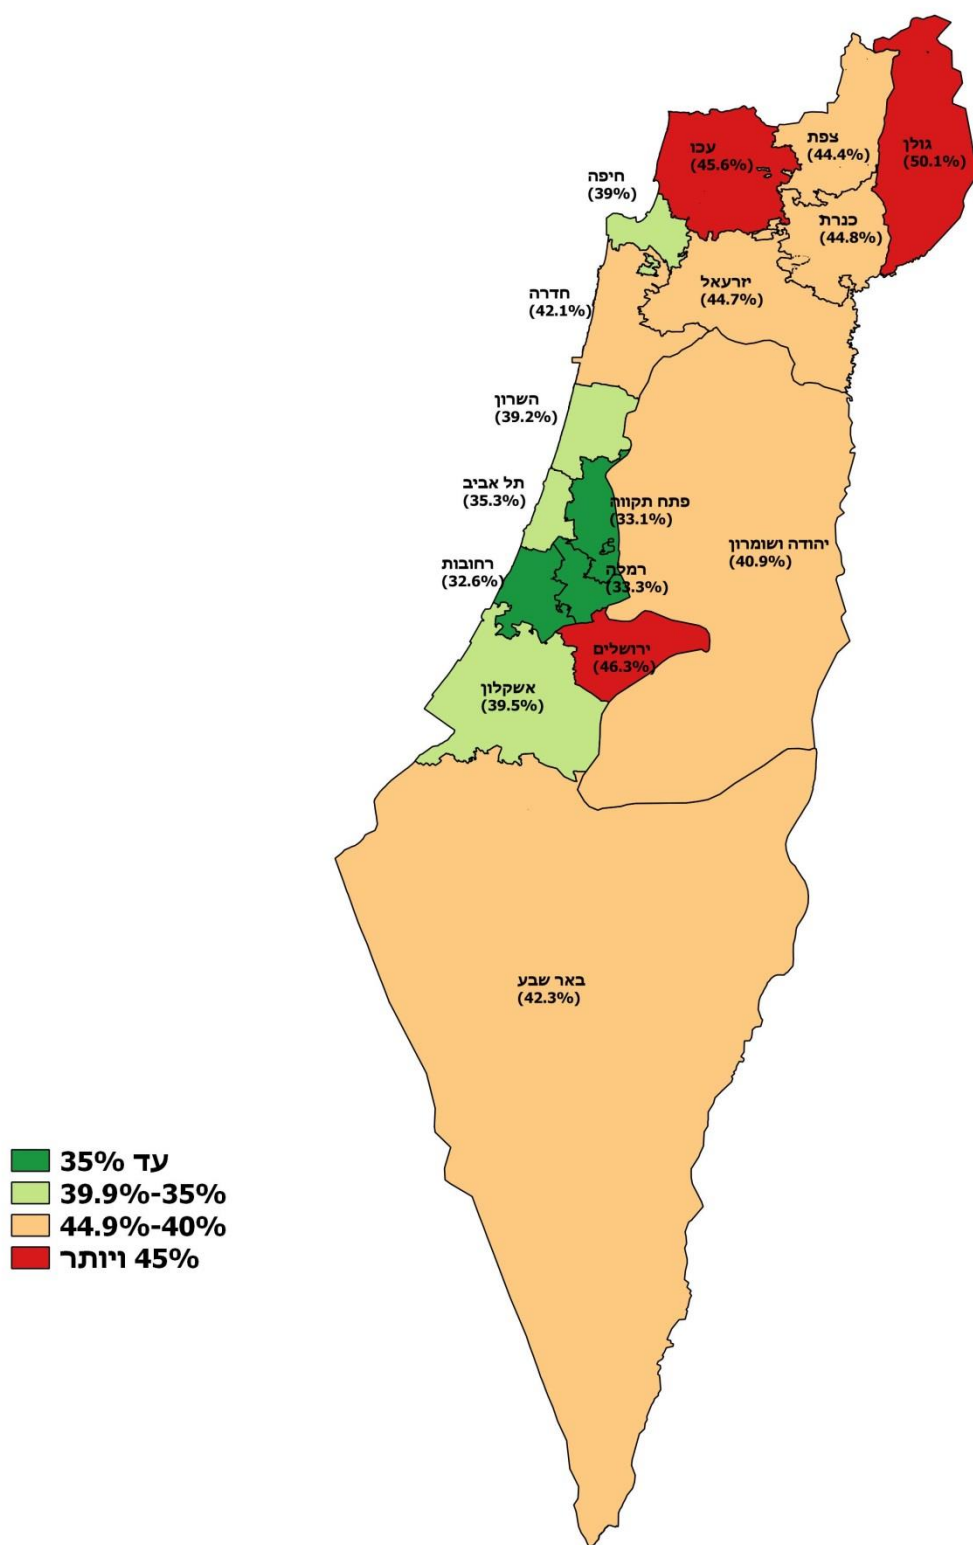 גולן
(50.1%)
צפת
(44.4%)
עכו
(45.6%)
חיפה
(39%)
כנרת
(44.8%)
יזרעאל
(44.7%)
חדרה
(42.1%)
השרון
(39.2%)
תל אביב
(35.3%)
פתח תקווה
(33.1%)
יהודה ושומרון
(40.9%)
רחובות
(32.6%)
רמלה
(33.3%)
ירושלים
(46.3%)
אשקלון
(39.5%)
באר שבע
(42.3%)
עד 35%
39.9%-35%
44.9%-40%
45% ויותר